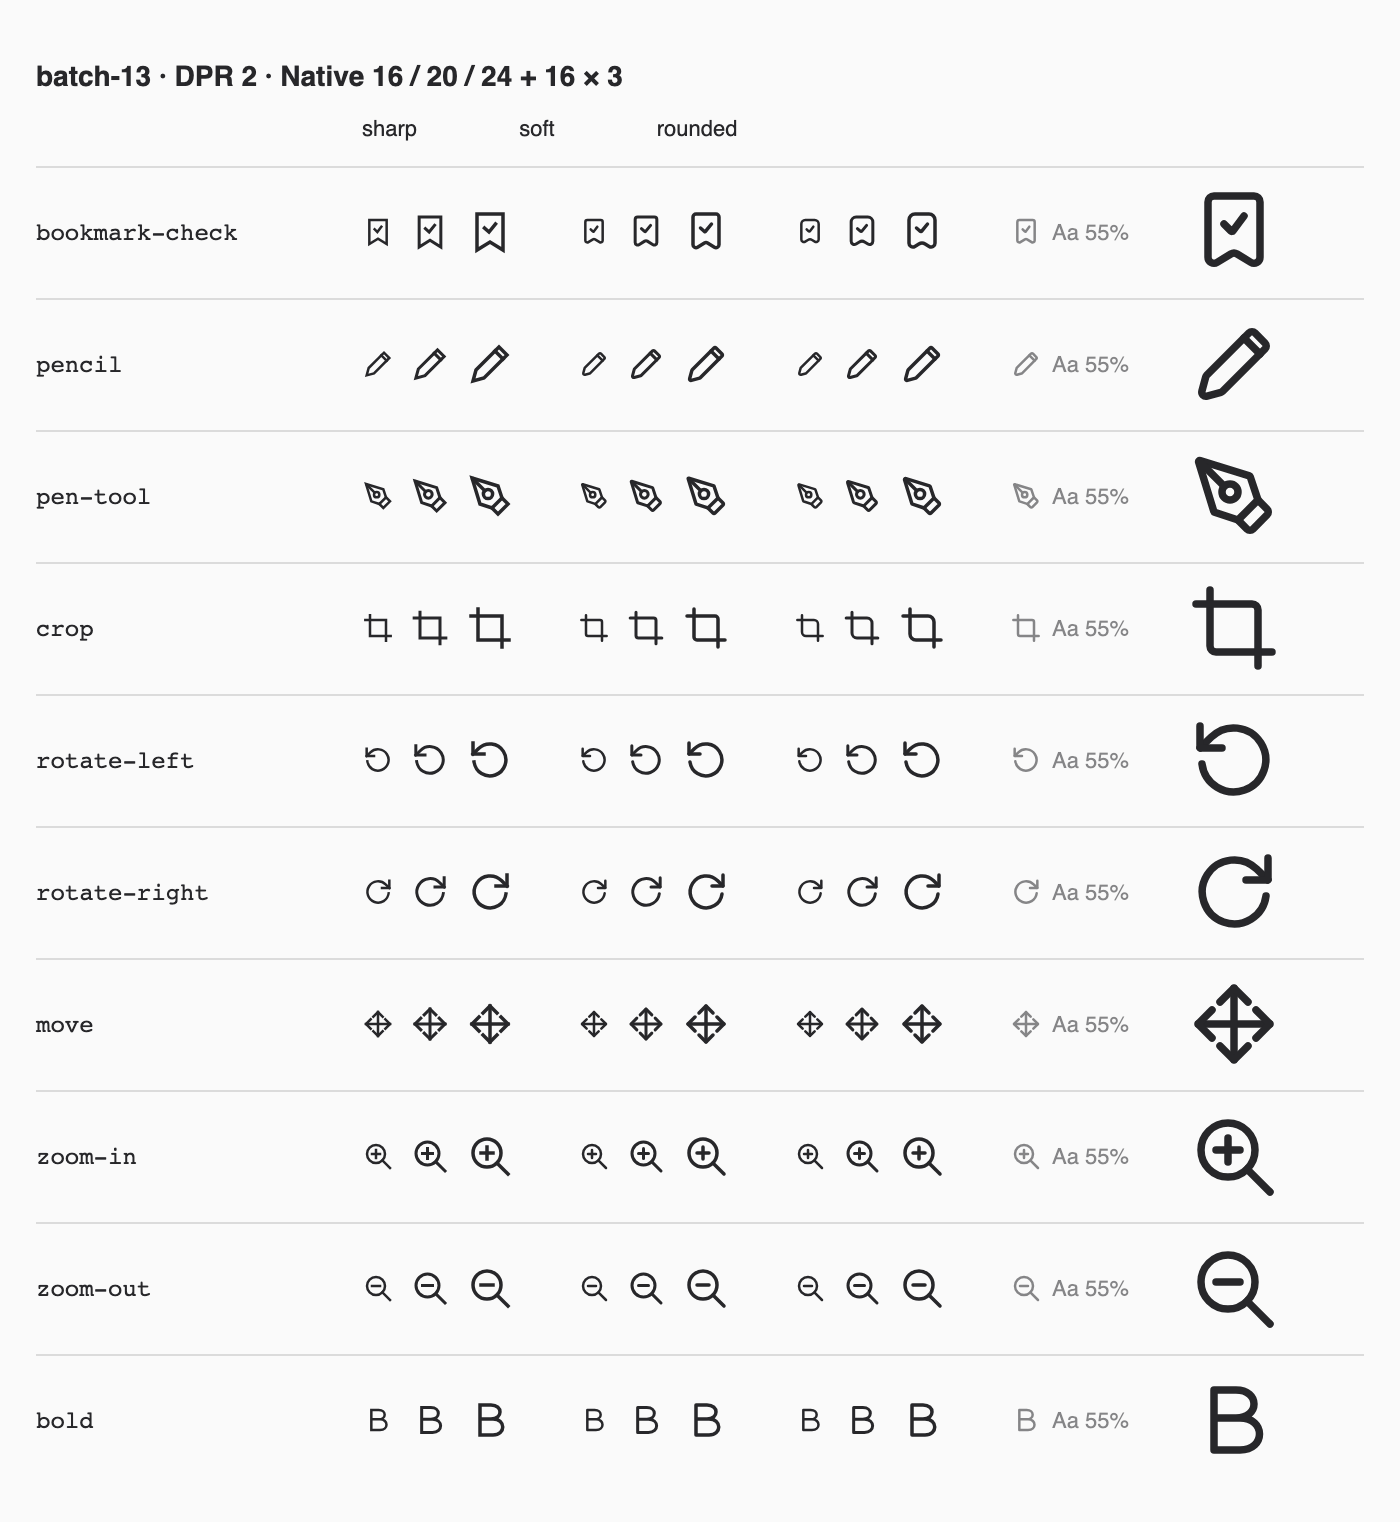 batch-13 · DPR 2 · Native 16 / 20 / 24 + 16 × 3
sharp soft rounded
bookmark-check Aa 55%
pencil Aa 55%
pen-tool Aa 55%
crop Aa 55%
rotate-left Aa 55%
rotate-right Aa 55%
move Aa 55%
zoom-in Aa 55%
zoom-out Aa 55%
bold B B B B B B B B B B Aa 55% B